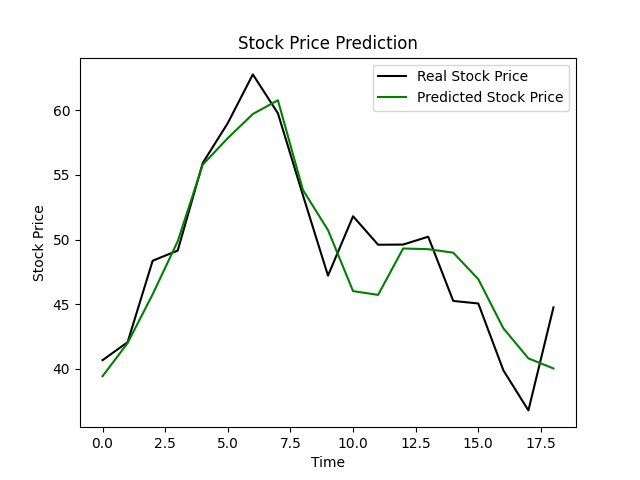 Stock Price Prediction
Real Stock Price
Predicted Stock Price
Stock Price
60
55
50
45
40
0.0 2.5 5.0 7.5 10.0 12.5 15.0 17.5
Time